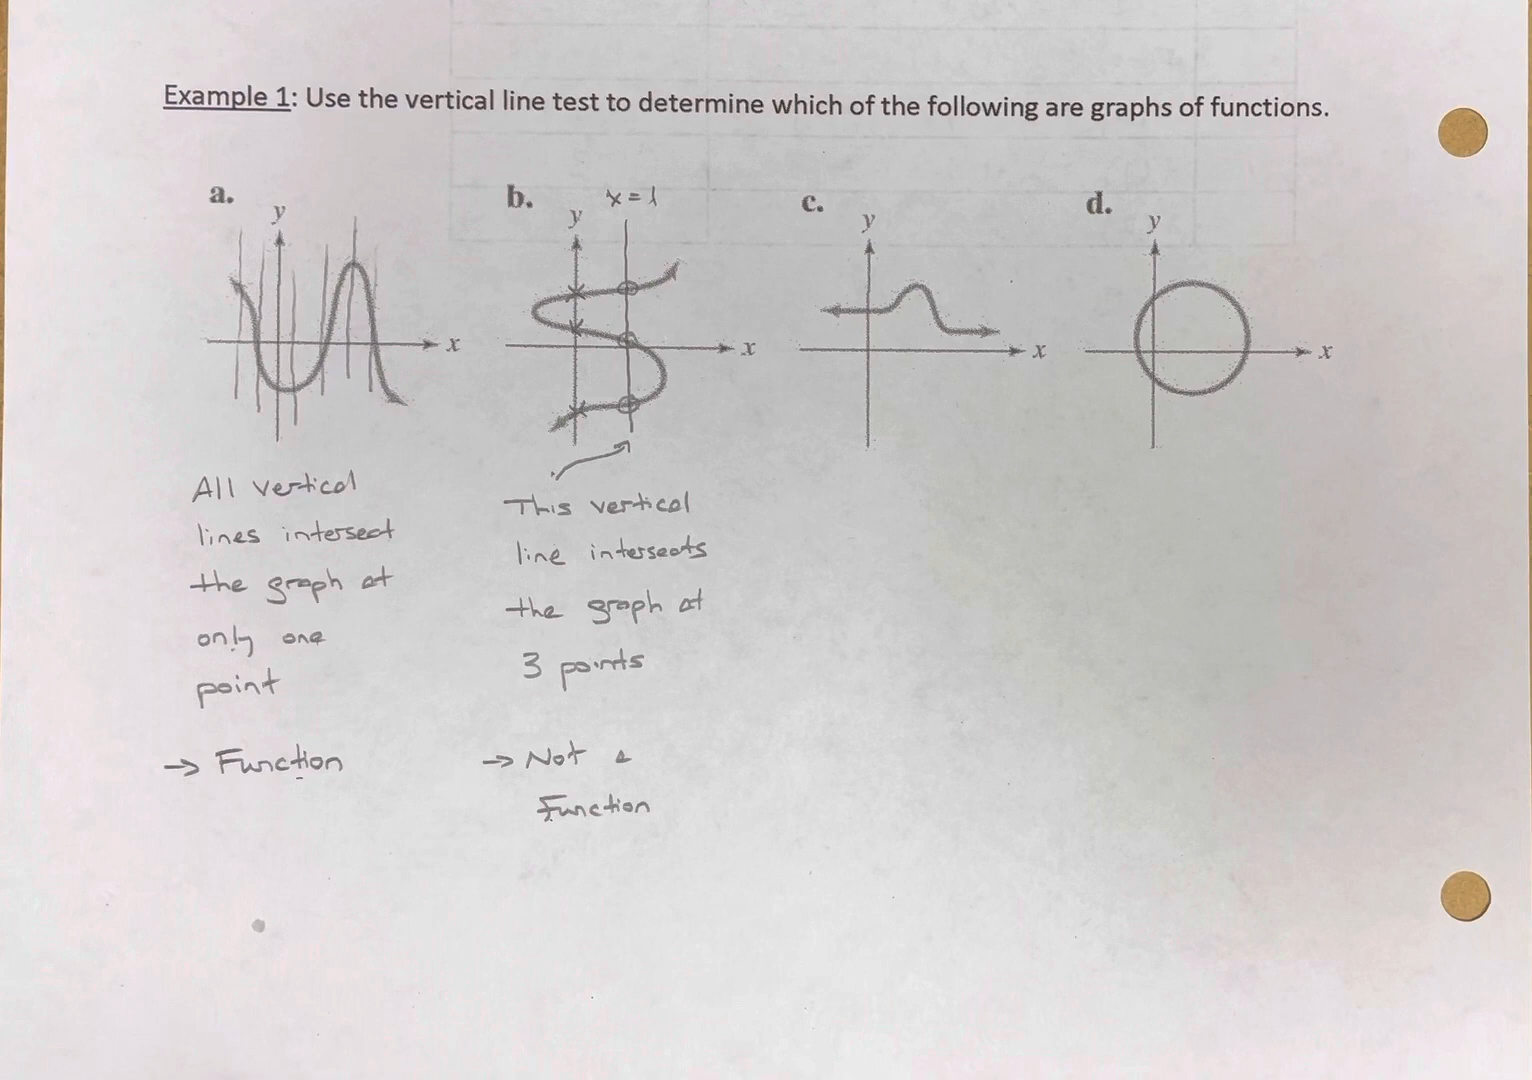 Example 1: Use the vertical line test to determine which of the following are graphs of functions.
a.
y
x
b.
x = 1
y
x
c.
y
x
d.
y
x
All vertical
lines intersect
the graph at
only one
point
→ Function
This vertical
line intersects
the graph at
3 points
→ Not a
Function